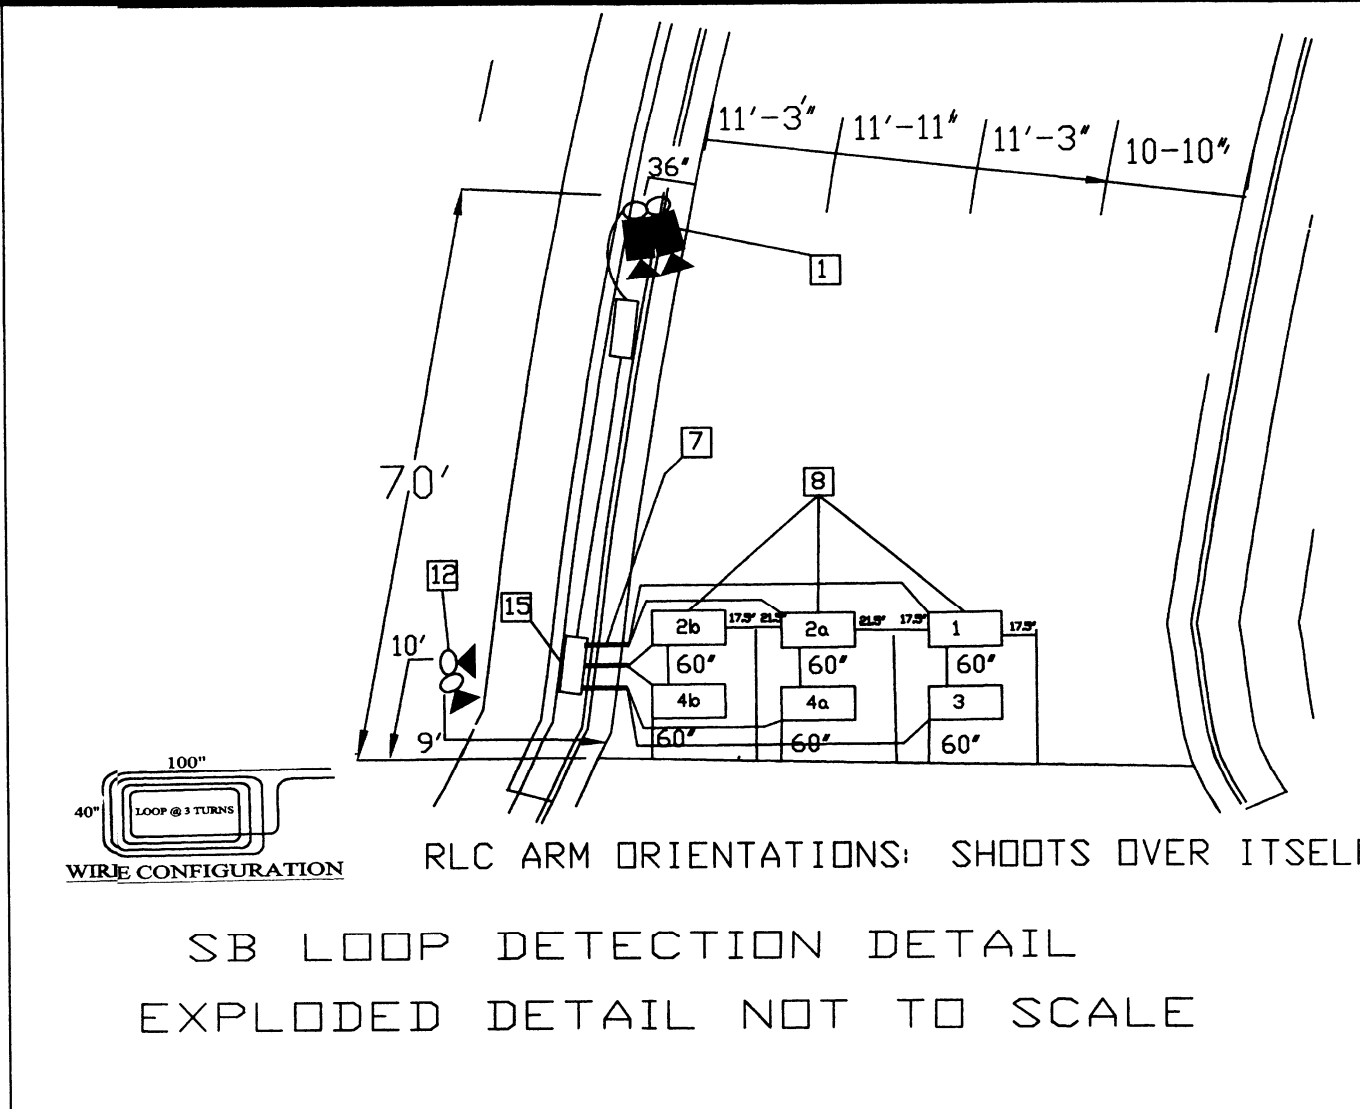 11'-3" 11'-11" 11'-3" 10-10"
36"
1
7
70'
8
12
15
10'
2b 17.5" 21.5" 2a 21.5" 17.5" 1 17.5"
60" 60" 60"
4b 4a 3
9' 60" 60" 60"
100"
40" LOOP @ 3 TURNS
WIRE CONFIGURATION
RLC ARM ORIENTATIONS: SHOOTS OVER ITSELF
SB LOOP DETECTION DETAIL
EXPLODED DETAIL NOT TO SCALE